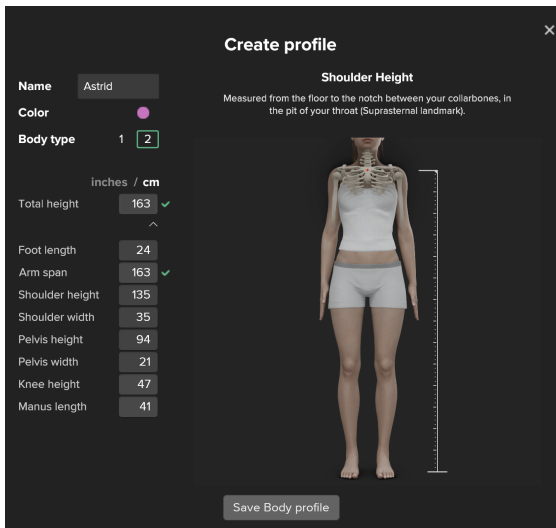 Create profile
Name Astrid
Color
Body type 1 2
inches / cm
Total height 163
Foot length 24
Arm span 163
Shoulder height 135
Shoulder width 35
Pelvis height 94
Pelvis width 21
Knee height 47
Manus length 41
Shoulder Height
Measured from the floor to the notch between your collarbones, in
the pit of your throat (Suprasternal landmark).
Save Body profile